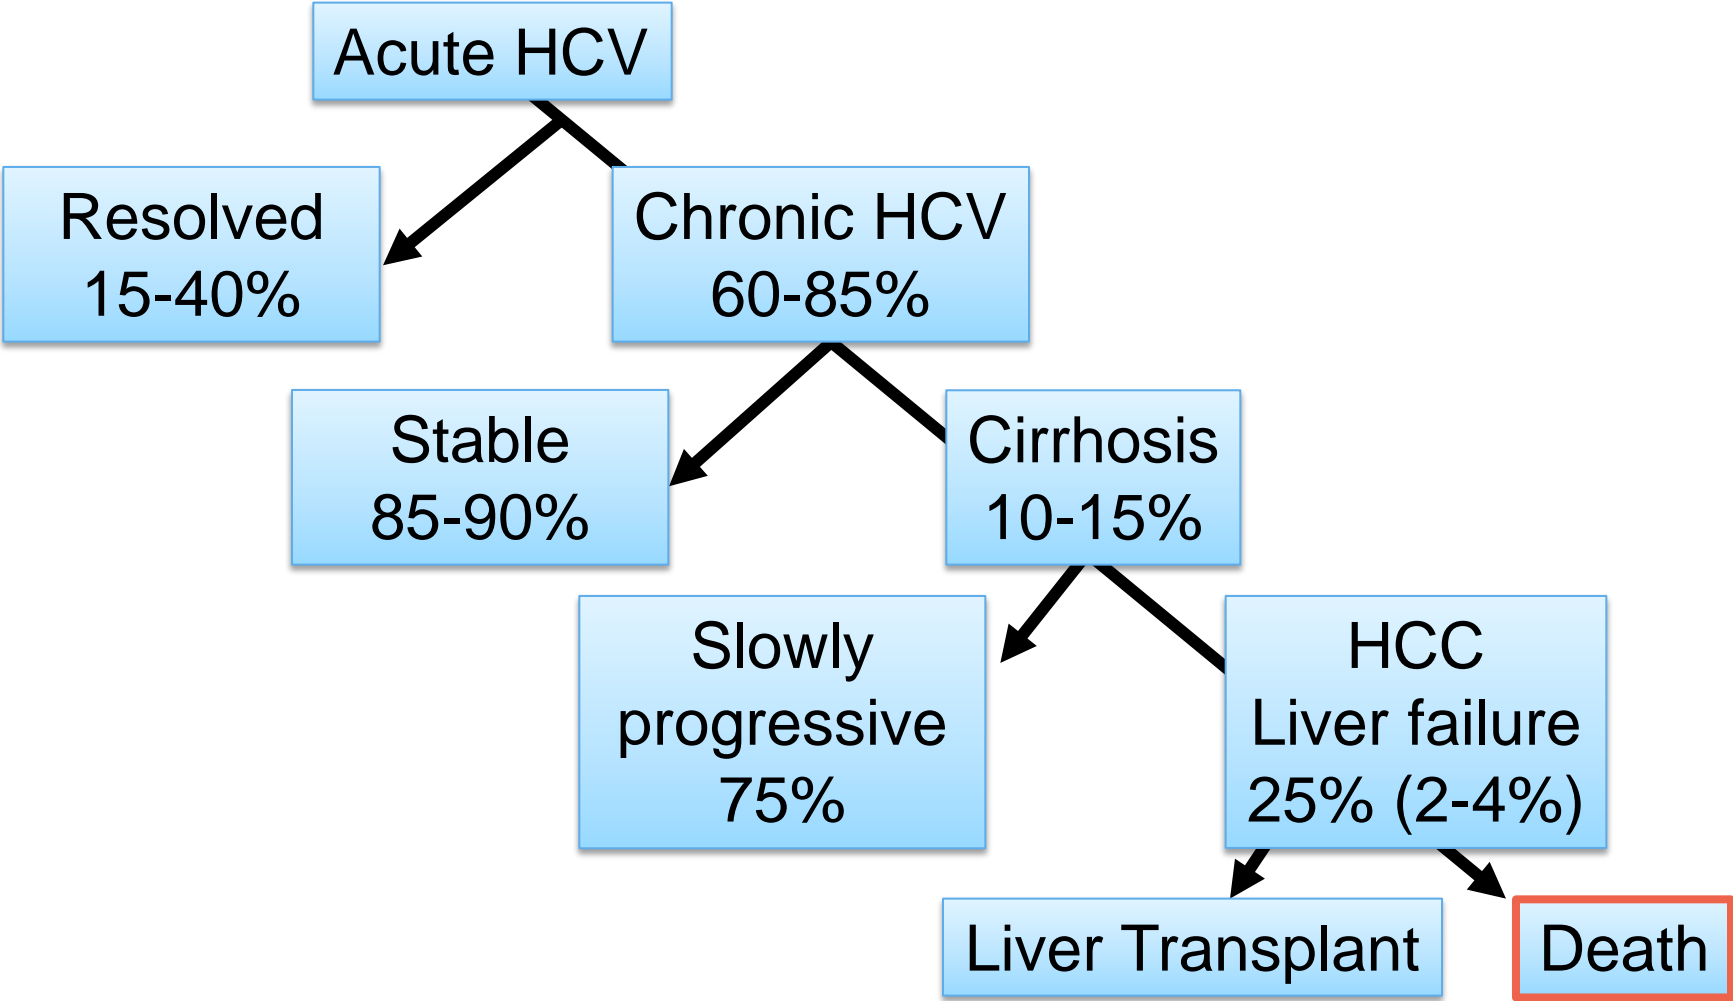 Acute HCV
Resolved
15-40%
Chronic HCV
60-85%
Stable
85-90%
Cirrhosis
10-15%
Slowly
progressive
75%
HCC
Liver failure
25% (2-4%)
Liver Transplant
Death